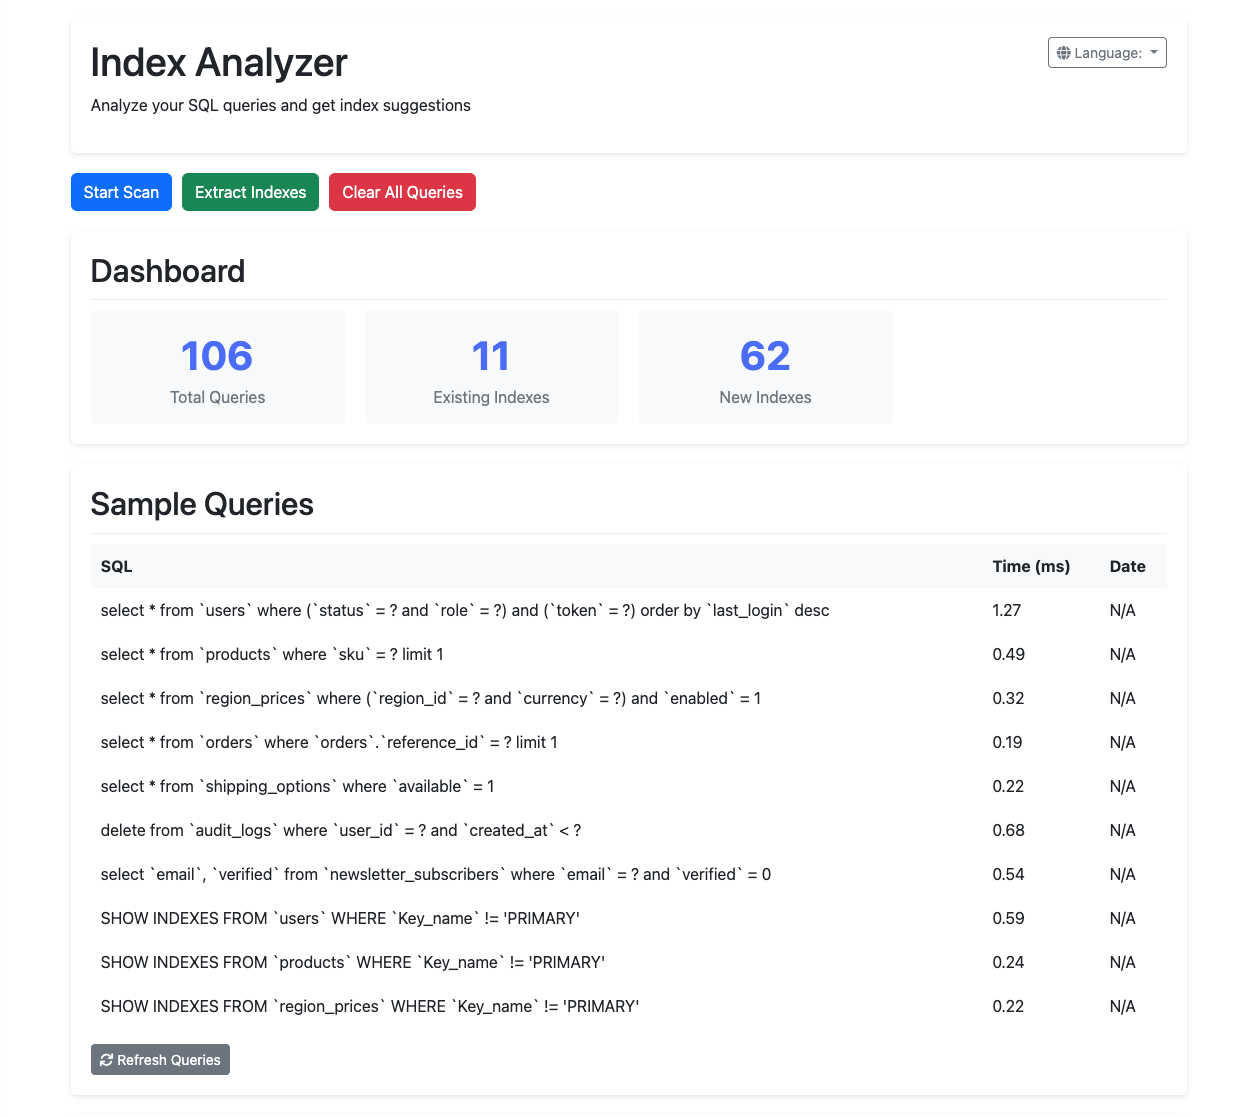 Index Analyzer
Language:
Analyze your SQL queries and get index suggestions
Start Scan Extract Indexes Clear All Queries
Dashboard
106 11 62
Total Queries Existing Indexes New Indexes
Sample Queries
SQL Time (ms) Date
select * from `users` where (`status` = ? and `role` = ?) and (`token` = ?) order by `last_login` desc 1.27 N/A
select * from `products` where `sku` = ? limit 1 0.49 N/A
select * from `region_prices` where (`region_id` = ? and `currency` = ?) and `enabled` = 1 0.32 N/A
select * from `orders` where `orders`.`reference_id` = ? limit 1 0.19 N/A
select * from `shipping_options` where `available` = 1 0.22 N/A
delete from `audit_logs` where `user_id` = ? and `created_at` < ? 0.68 N/A
select `email`, `verified` from `newsletter_subscribers` where `email` = ? and `verified` = 0 0.54 N/A
SHOW INDEXES FROM `users` WHERE `Key_name` != 'PRIMARY' 0.59 N/A
SHOW INDEXES FROM `products` WHERE `Key_name` != 'PRIMARY' 0.24 N/A
SHOW INDEXES FROM `region_prices` WHERE `Key_name` != 'PRIMARY' 0.22 N/A
Refresh Queries